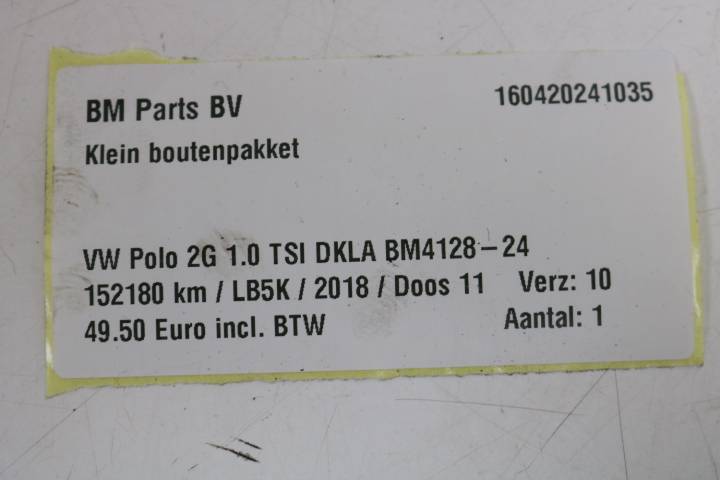 BM Parts BV 160420241035
Klein boutenpakket
VW Polo 2G 1.0 TSI DKLA BM4128-24
152180 km / LB5K / 2018 / Doos 11 Verz: 10
49.50 Euro incl. BTW Aantal: 1